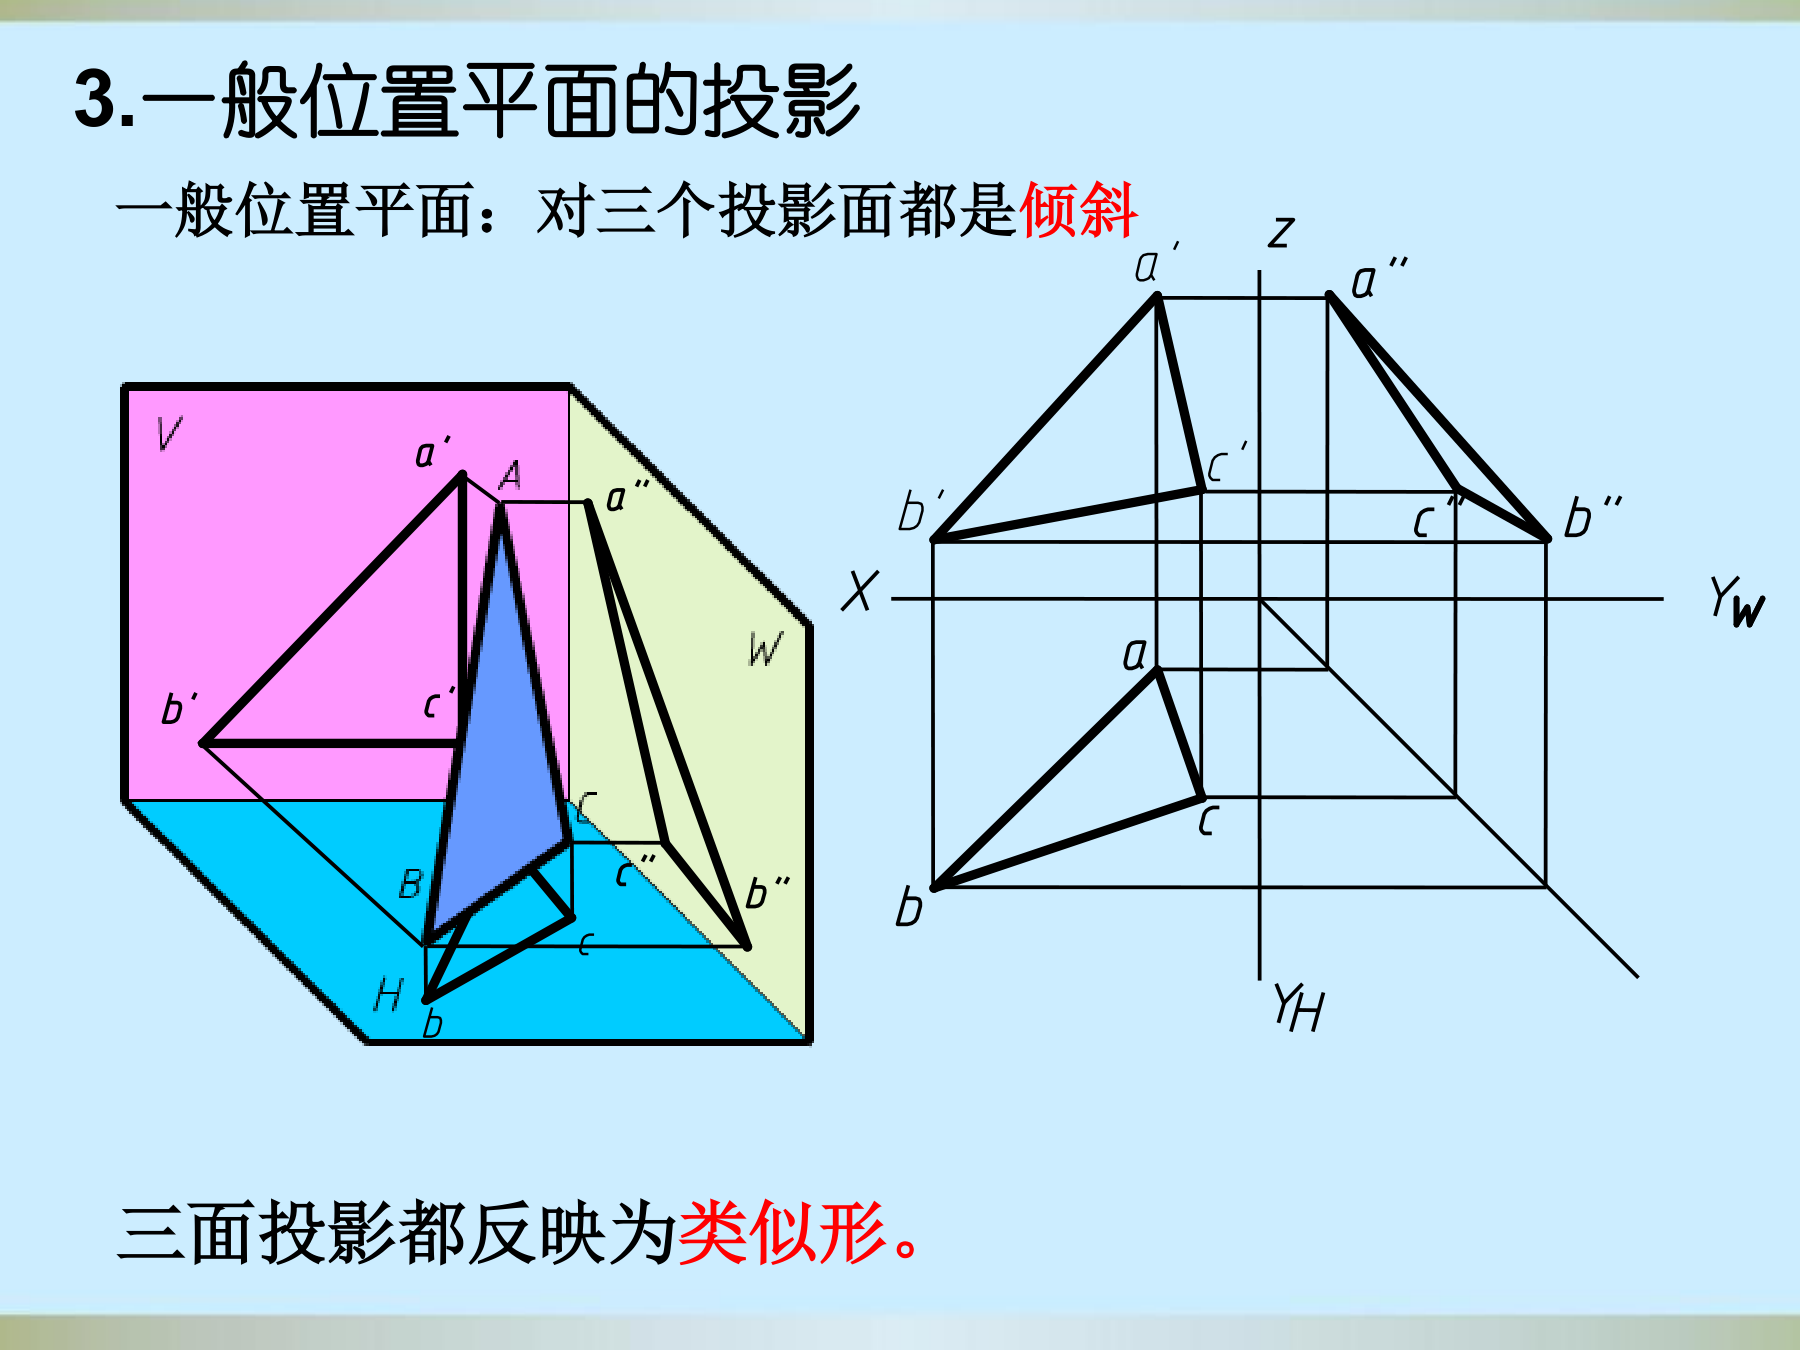 3.一般位置平面的投影
一般位置平面：对三个投影面都是倾斜
V
a′
A
a″
W
b′
c′
C
B
c″
b″
c
H
b
Z
a′
a″
c′
b′
c″
b″
X
YW
a
c
b
YH
三面投影都反映为类似形。